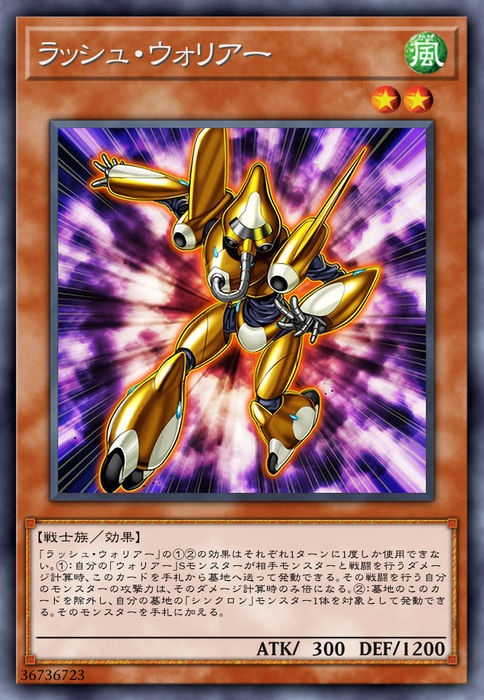 ラッシュ・ウォリアー
かぜ
風
【戦士族／効果】
「ラッシュ・ウォリアー」の①②の効果はそれぞれ1ターンに1度しか使用できな
い。①：自分の「ウォリアー」Sモンスターが相手モンスターと戦闘を行うダメー
ジ計算時、このカードを手札から墓地へ送って発動できる。その戦闘を行う自分
のモンスターの攻撃力は、そのダメージ計算時のみ倍になる。②：墓地のこのカ
ードを除外し、自分の墓地の「シンクロン」モンスター1体を対象として発動でき
る。そのモンスターを手札に加える。
ATK/ 300 DEF/1200
36736723